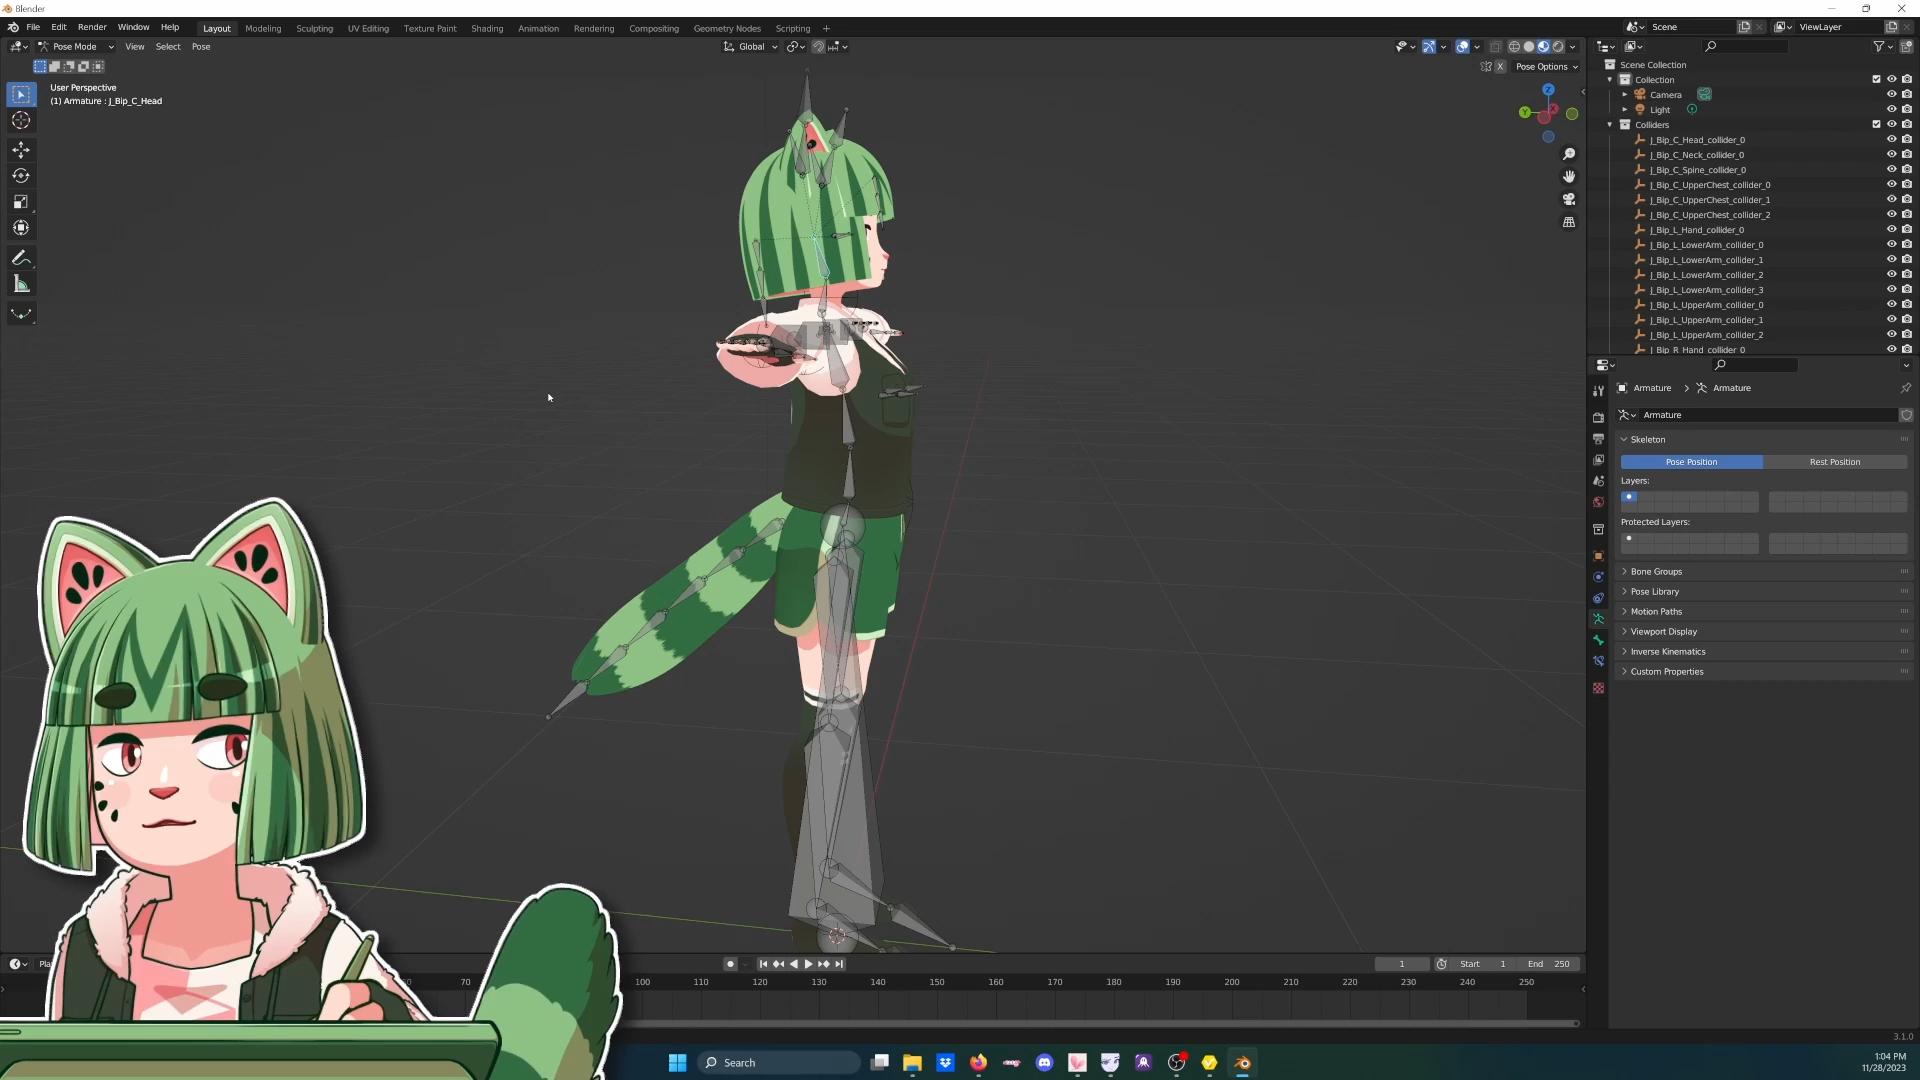 Blender
File Edit Render Window Help Layout Modeling Sculpting UV Editing Texture Paint Shading Animation Rendering Compositing Geometry Nodes Scripting + Scene ViewLayer
Pose Mode View Select Pose Global
X Pose Options
User Perspective
(1) Armature : J_Bip_C_Head
Z
Y
X
Scene Collection
Collection
Camera
Light
Colliders
J_Bip_C_Head_collider_0
J_Bip_C_Neck_collider_0
J_Bip_C_Spine_collider_0
J_Bip_C_UpperChest_collider_0
J_Bip_C_UpperChest_collider_1
J_Bip_C_UpperChest_collider_2
J_Bip_L_Hand_collider_0
J_Bip_L_LowerArm_collider_0
J_Bip_L_LowerArm_collider_1
J_Bip_L_LowerArm_collider_2
J_Bip_L_LowerArm_collider_3
J_Bip_L_UpperArm_collider_0
J_Bip_L_UpperArm_collider_1
J_Bip_L_UpperArm_collider_2
J_Bip_R_Hand_collider_0
Armature > Armature
Armature
Skeleton
Pose Position Rest Position
Layers:
Protected Layers:
Bone Groups
Pose Library
Motion Paths
Viewport Display
Inverse Kinematics
Custom Properties
1 Start 1 End 250
70 100 110 120 130 140 150 160 170 180 190 200 210 220 230 240 250
3.1.0
Search
1:04 PM
11/28/2023